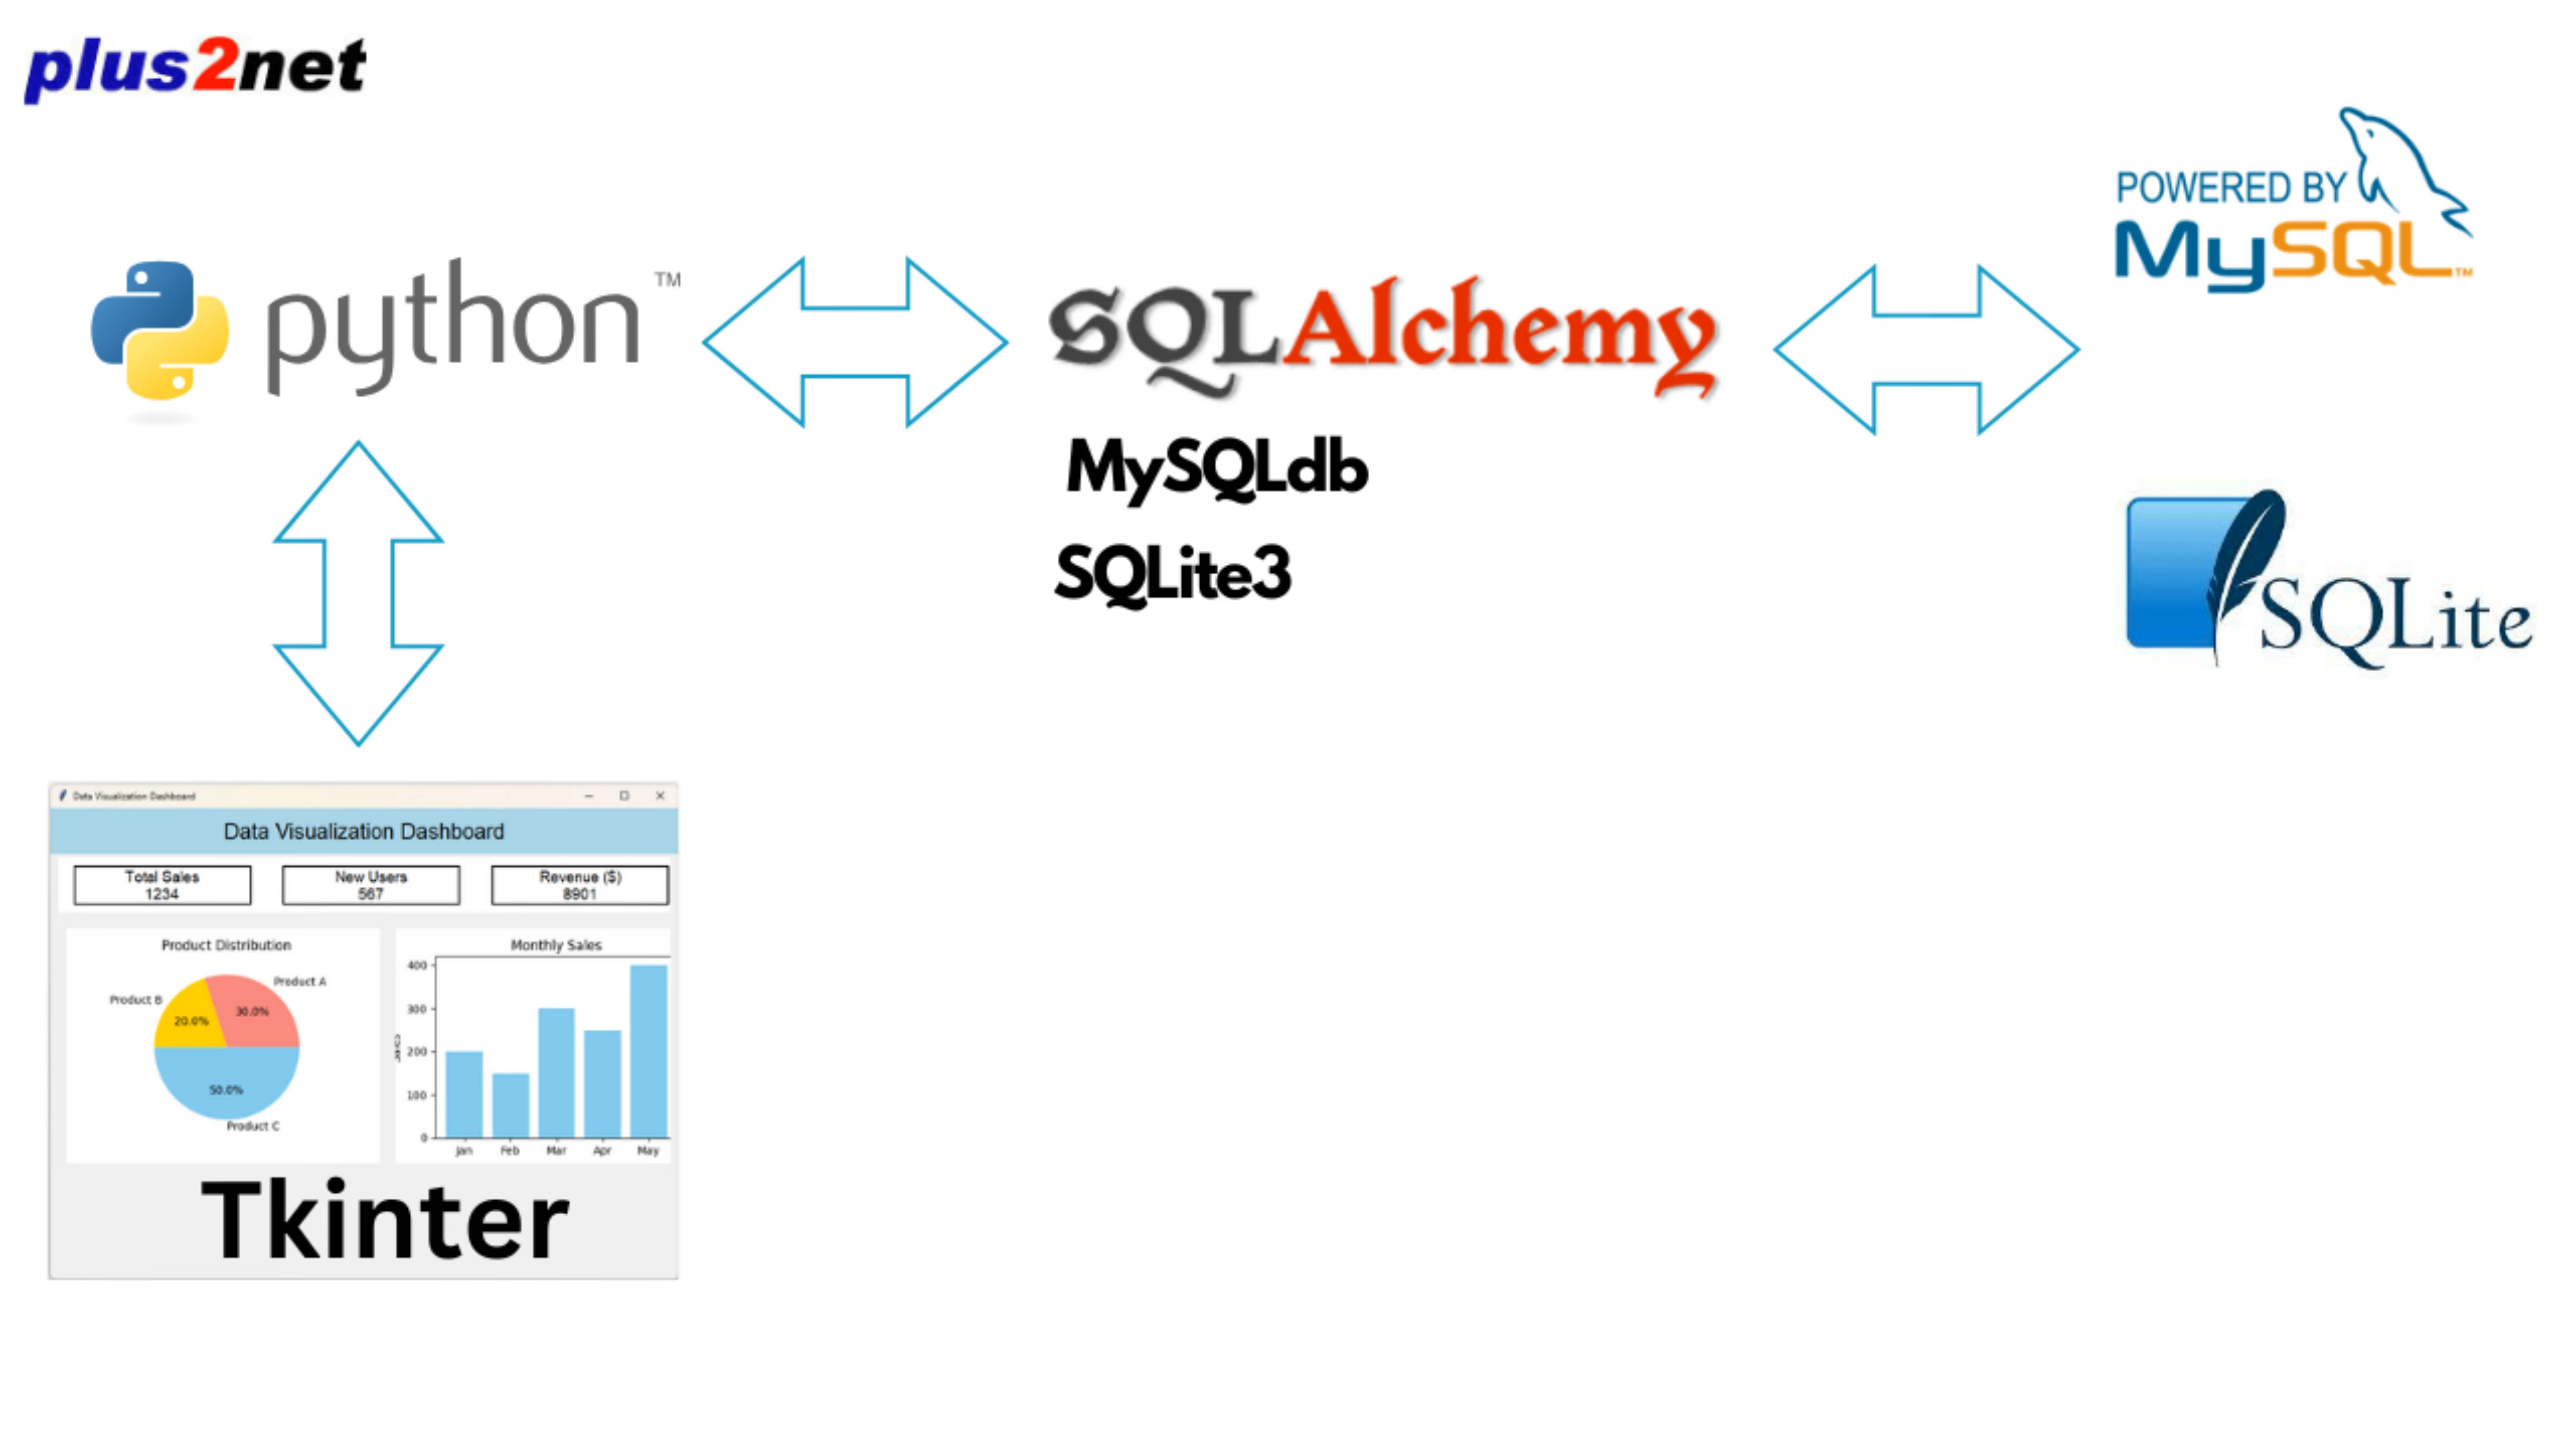 plus2net
POWERED BY
MySQL™
python™
SQLAlchemy
MySQLdb
SQLite3
SQLite
Data Visualization Dashboard
Data Visualization Dashboard
Total Sales
1234
New Users
567
Revenue ($)
8901
Product Distribution
Product A
Product B
30.0%
20.0%
50.0%
Product C
Monthly Sales
400
300
200
100
0
Jan Feb Mar Apr May
Tkinter